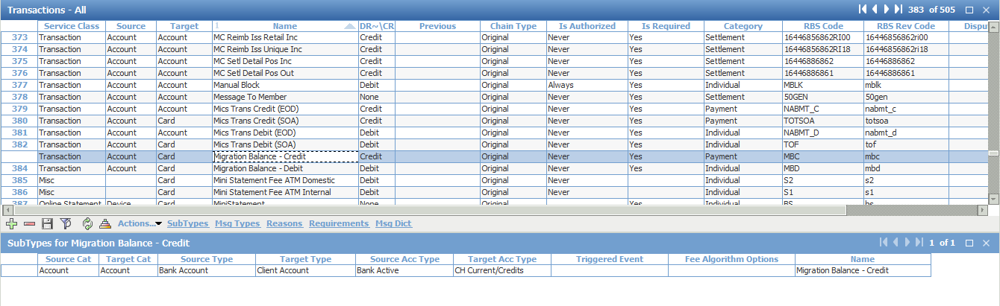 Transactions - All 383 of 505
Service Class Source Target 1 Name DR~\CR Previous Chain Type Is Authorized Is Required Category RBS Code RBS Rev Code Disput
373 Transaction Account Account MC Reimb Iss Retail Inc Credit Original Never Yes Settlement 16446856862RI00 16446856862ri00
374 Transaction Account Account MC Reimb Iss Unique Inc Credit Original Never Yes Settlement 16446856862RI18 16446856862ri18
375 Transaction Account Account MC Setl Detail Pos Inc Credit Original Never Yes Settlement 16446886862 16446886862
376 Transaction Account Account MC Setl Detail Pos Out Credit Original Never Yes Settlement 16446886861 16446886861
377 Transaction Account Account Manual Block Debit Original Always Yes Individual MBLK mblk
378 Transaction Account Account Message To Member None Original Never Yes Settlement 50GEN 50gen
379 Transaction Account Account Mics Trans Credit (EOD) Credit Original Never Yes Payment NABMT_C nabmt_c
380 Transaction Account Card Mics Trans Credit (SOA) Credit Original Never Yes Payment TOTSOA totsoa
381 Transaction Account Account Mics Trans Debit (EOD) Debit Original Never Yes Individual NABMT_D nabmt_d
382 Transaction Account Card Mics Trans Debit (SOA) Debit Original Never Yes Individual TOF tof
Transaction Account Card Migration Balance - Credit Credit Original Never Yes Payment MBC mbc
384 Transaction Account Card Migration Balance - Debit Debit Original Never Yes Individual MBD mbd
385 Misc Card Mini Statement Fee ATM Domestic Debit Original Never Individual S2 s2
386 Misc Card Mini Statement Fee ATM Internal Debit Original Never Individual S1 s1
387 Online Statement Device Card MiniStatement None Original Yes Individual BS bs
Actions... SubTypes Msg Types Reasons Requirements Msg Dict
SubTypes for Migration Balance - Credit 1 of 1
Source Cat Target Cat Source Type Target Type Source Acc Type Target Acc Type Triggered Event Fee Algorithm Options Name
Account Account Bank Account Client Account Bank Active CH Current/Credits Migration Balance - Credit